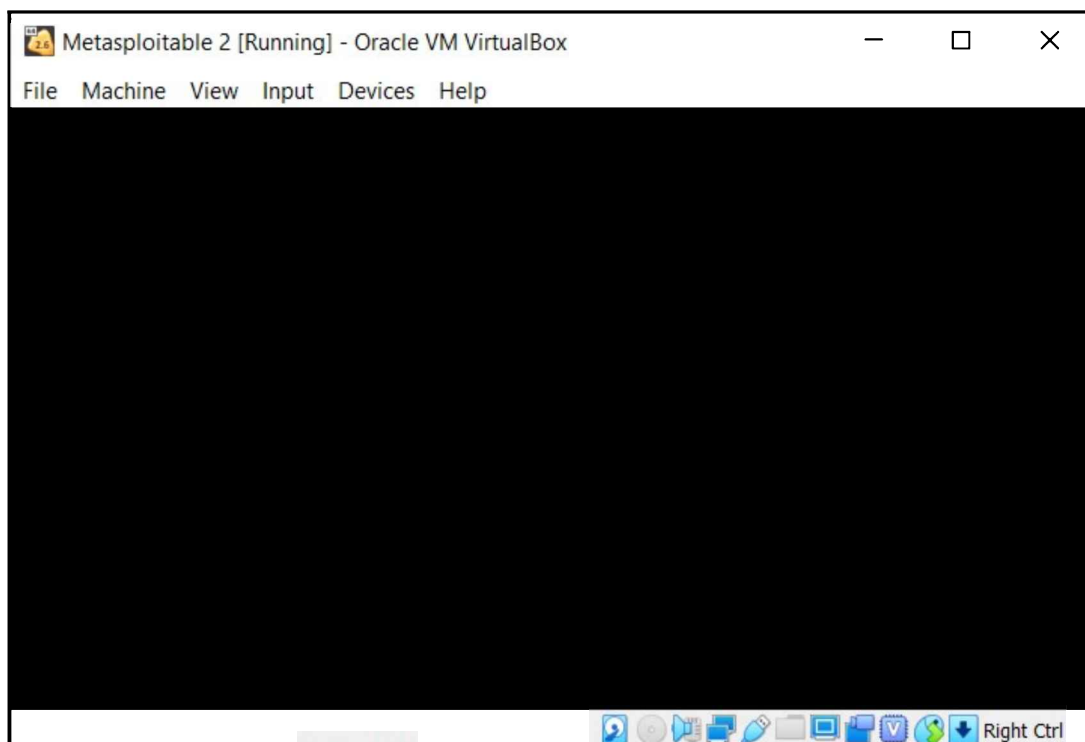 Metasploitable 2 [Running] - Oracle VM VirtualBox
File Machine View Input Devices Help
Right Ctrl